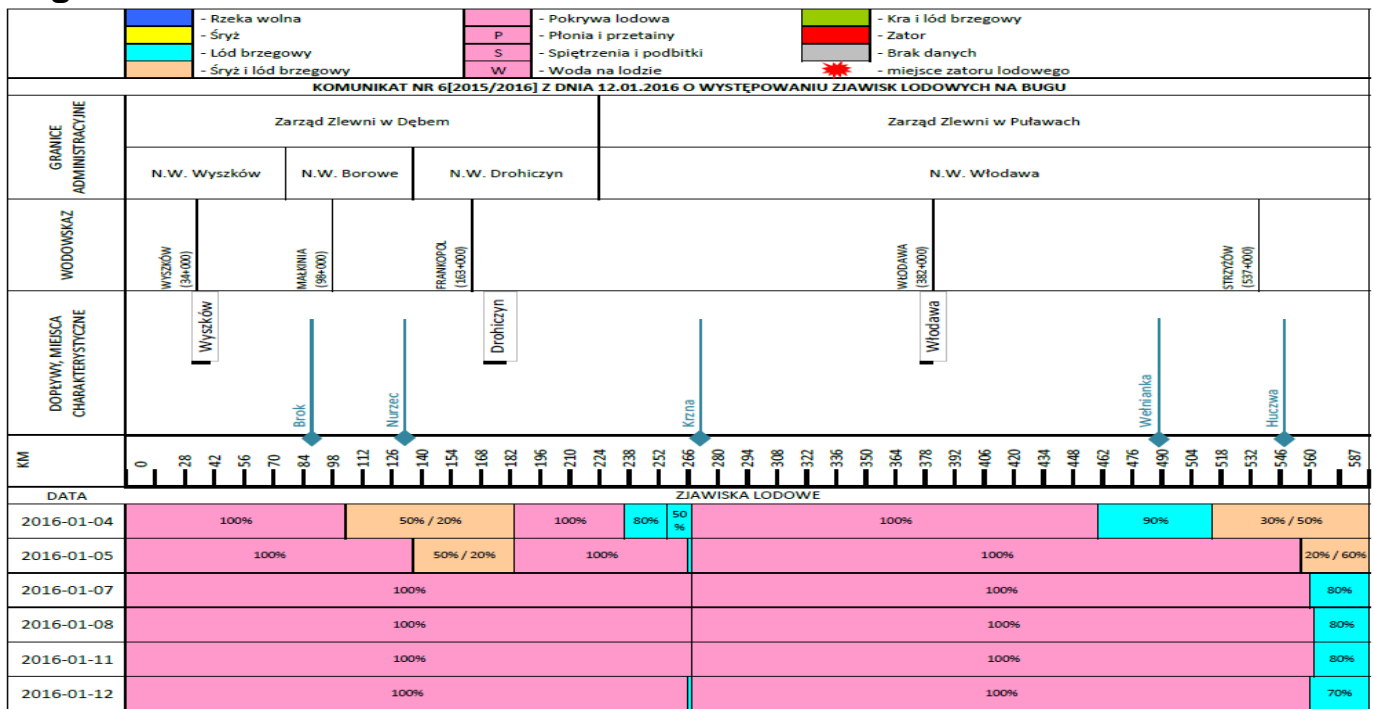 - Rzeka wolna - Pokrywa lodowa - Kra i lód brzegowy
- Śryż P - Płonia i przetainy - Zator
- Lód brzegowy S - Spiętrzenia i podbitki - Brak danych
- Śryż i lód brzegowy W - Woda na lodzie - miejsce zatoru lodowego
KOMUNIKAT NR 6[2015/2016] Z DNIA 12.01.2016 O WYSTĘPOWANIU ZJAWISK LODOWYCH NA BUGU
GRANICE ADMINISTRACYJNE
Zarząd Zlewni w Dębem Zarząd Zlewni w Puławach
N.W. Wyszków N.W. Borowe N.W. Drohiczyn N.W. Włodawa
WODOWSKAZ
WYSZKÓW (34+000)
MAŁKINIA (98+000)
FRANKOPOL (163+000)
WŁODAWA (382+000)
STRZYŻÓW (537+000)
DOPŁYWY, MIEJSCA CHARAKTERYSTYCZNE
Wyszków
Brok
Nurzec
Drohiczyn
Krzna
Włodawa
Wełnianka
Huczwa
KM 0 28 42 56 70 84 98 112 126 140 154 168 182 196 210 224 238 252 266 280 294 308 322 336 350 364 378 392 406 420 434 448 462 476 490 504 518 532 546 560 587
DATA ZJAWISKA LODOWE
2016-01-04 100% 50% / 20% 100% 80% 50 % 100% 90% 30% / 50%
2016-01-05 100% 50% / 20% 100% 100% 20% / 60%
2016-01-07 100% 100% 80%
2016-01-08 100% 100% 80%
2016-01-11 100% 100% 80%
2016-01-12 100% 100% 70%